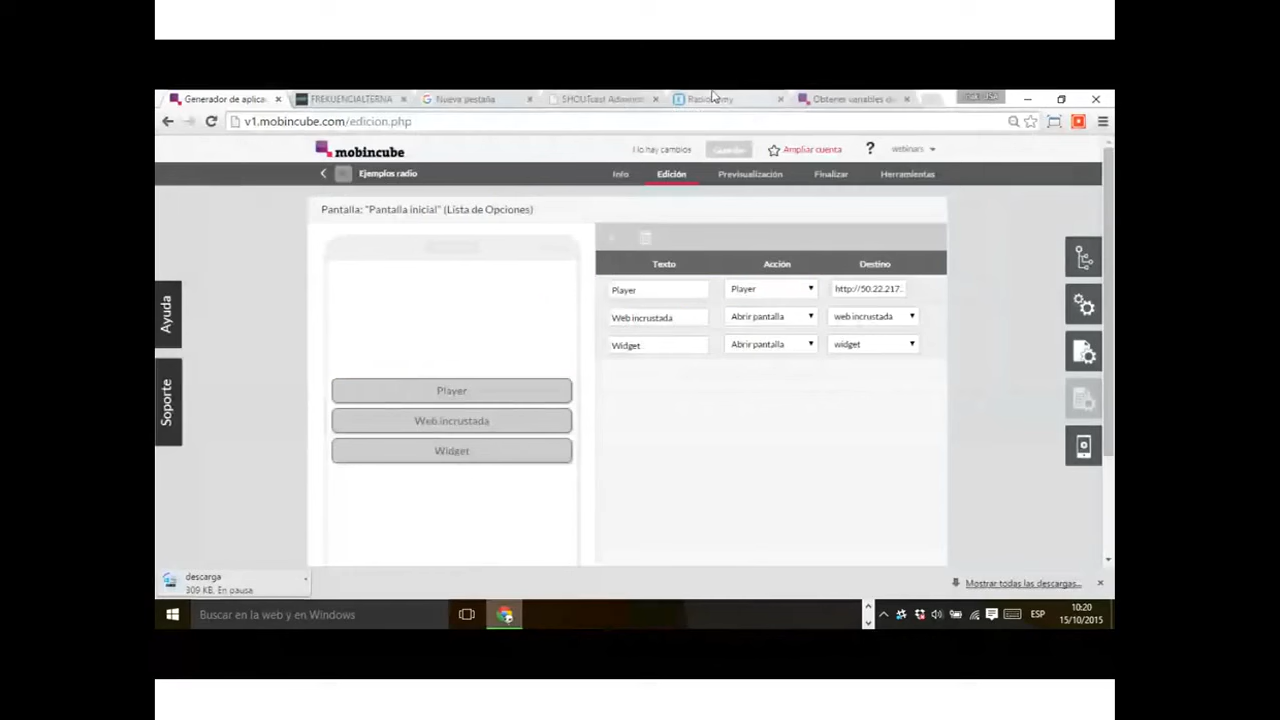 Generador de aplica FREKUENCIALTERNA Nueva pestaña SHOUTcast Administ Obtener variables de
v1.mobincube.com/edicion.php
mobincube No hay cambios Guardar Ampliar cuenta ? webinars
Ejemplos radio Info Edición Previsualización Finalizar Herramientas
Pantalla: "Pantalla inicial" (Lista de Opciones)
Texto Acción Destino
Player Player http://50.22.217.
Web incrustada Abrir pantalla web incrustada
Widget Abrir pantalla widget
Player
Web incrustada
Widget
Ayuda
Soporte
descarga
309 KB, En pausa
Mostrar todas las descargas...
Buscar en la web y en Windows
ESP
10:20
15/10/2015